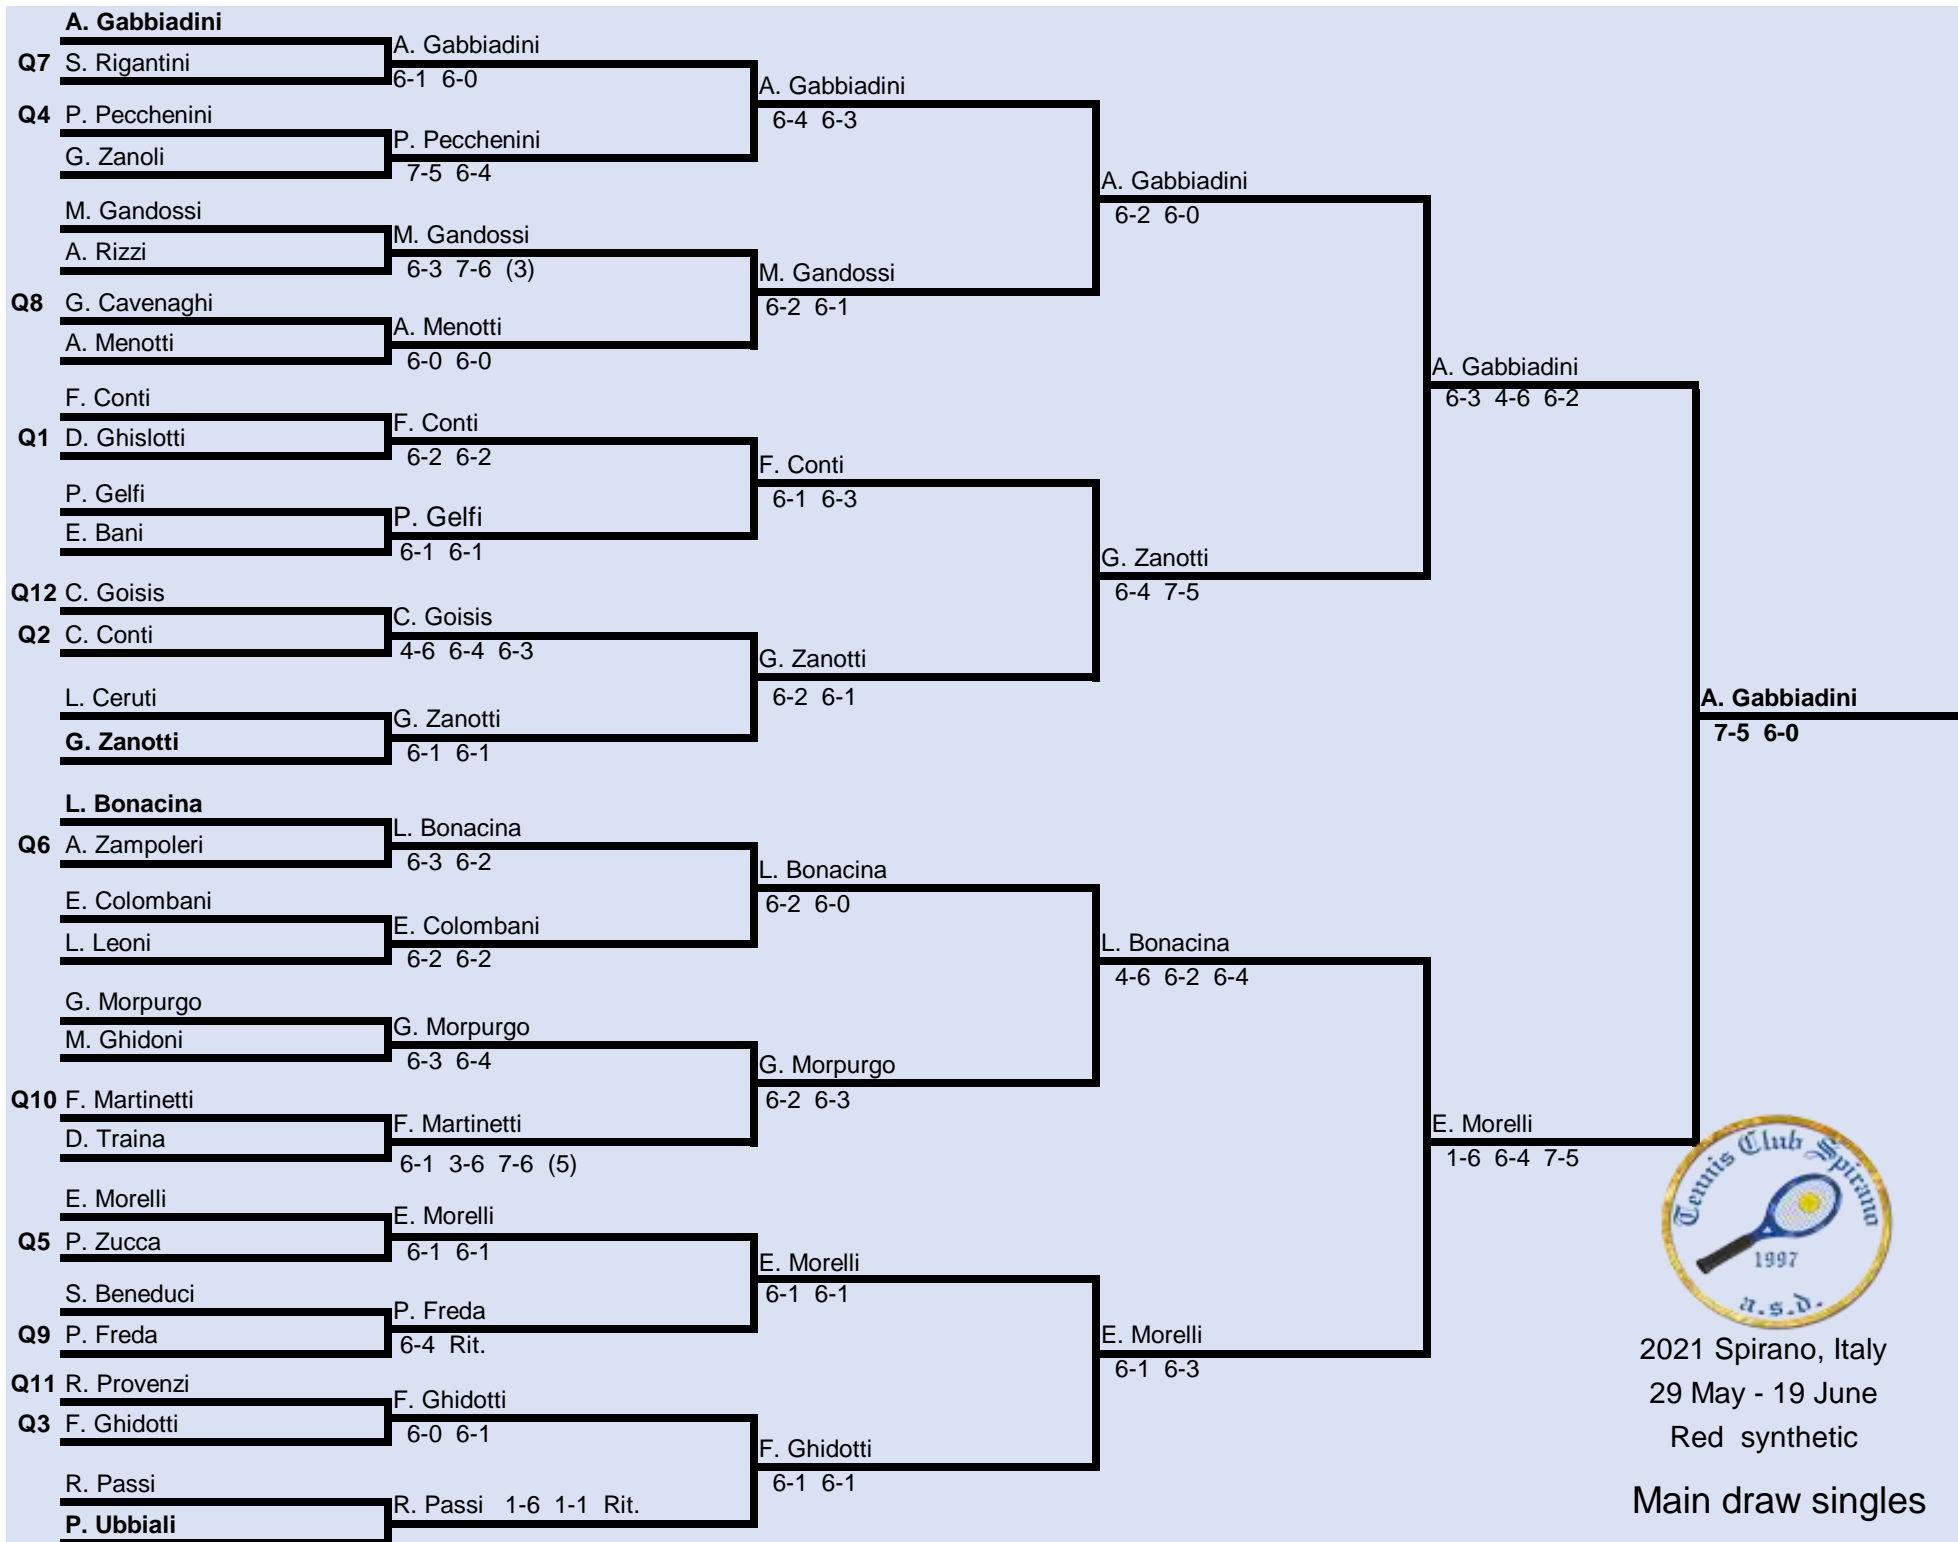 A. Gabbiadini
Q7 S. Rigantini
Q4 P. Pecchenini
G. Zanoli
M. Gandossi
A. Rizzi
Q8 G. Cavenaghi
A. Menotti
F. Conti
Q1 D. Ghislotti
P. Gelfi
E. Bani
Q12 C. Goisis
Q2 C. Conti
L. Ceruti
G. Zanotti
L. Bonacina
Q6 A. Zampoleri
E. Colombani
L. Leoni
G. Morpurgo
M. Ghidoni
Q10 F. Martinetti
D. Traina
E. Morelli
Q5 P. Zucca
S. Beneduci
Q9 P. Freda
Q11 R. Provenzi
Q3 F. Ghidotti
R. Passi
P. Ubbiali
A. Gabbiadini
6-1 6-0
P. Pecchenini
7-5 6-4
M. Gandossi
6-3 7-6 (3)
A. Menotti
6-0 6-0
F. Conti
6-2 6-2
P. Gelfi
6-1 6-1
C. Goisis
4-6 6-4 6-3
G. Zanotti
6-1 6-1
L. Bonacina
6-3 6-2
E. Colombani
6-2 6-2
G. Morpurgo
6-3 6-4
F. Martinetti
6-1 3-6 7-6 (5)
E. Morelli
6-1 6-1
P. Freda
6-4 Rit.
F. Ghidotti
6-0 6-1
R. Passi 1-6 1-1 Rit.
A. Gabbiadini
6-4 6-3
M. Gandossi
6-2 6-1
F. Conti
6-1 6-3
G. Zanotti
6-2 6-1
L. Bonacina
6-2 6-0
G. Morpurgo
6-2 6-3
E. Morelli
6-1 6-1
F. Ghidotti
6-1 6-1
A. Gabbiadini
6-2 6-0
G. Zanotti
6-4 7-5
L. Bonacina
4-6 6-2 6-4
E. Morelli
6-1 6-3
A. Gabbiadini
6-3 4-6 6-2
E. Morelli
1-6 6-4 7-5
A. Gabbiadini
7-5 6-0
Tennis Club Spirano
1997
a.s.d.
2021 Spirano, Italy
29 May - 19 June
Red synthetic
Main draw singles